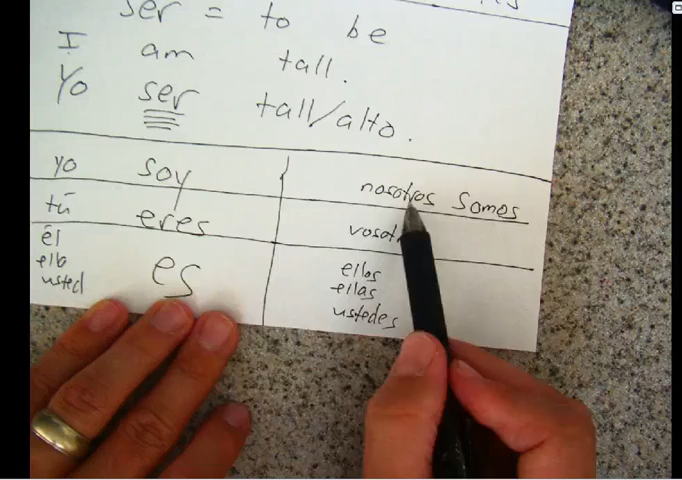 ser = to be
I am tall.
Yo ser tall/alto.
yo soy nosotros somos
tú eres
él
ella es ellos
usted ellas
ustedes